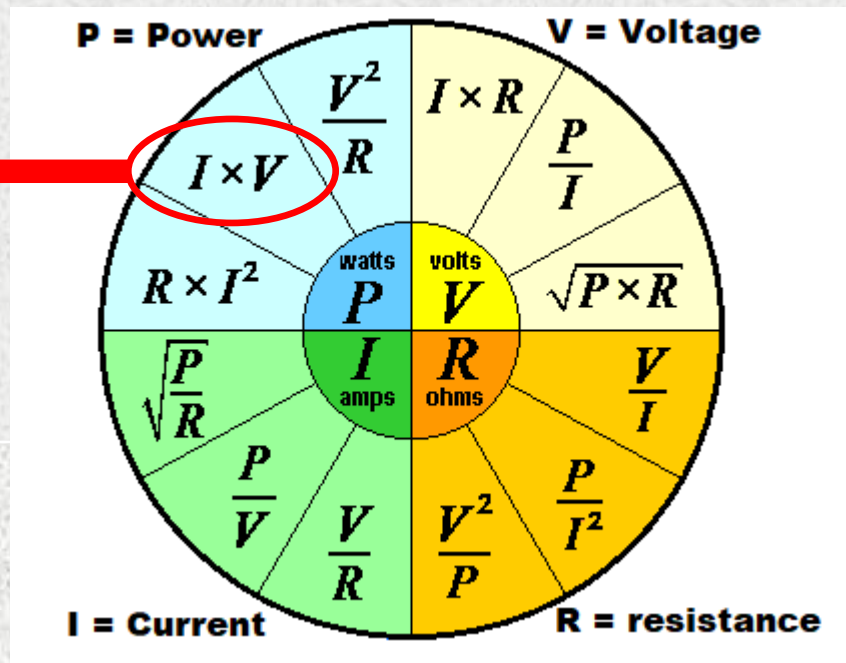 P = Power
V = Voltage
V²/R
I × R
I × V
P/I
R × I²
√(P × R)
watts
P
volts
V
I
amps
R
ohms
√(P/R)
V/I
P/V
P/I²
V/R
V²/P
I = Current
R = resistance